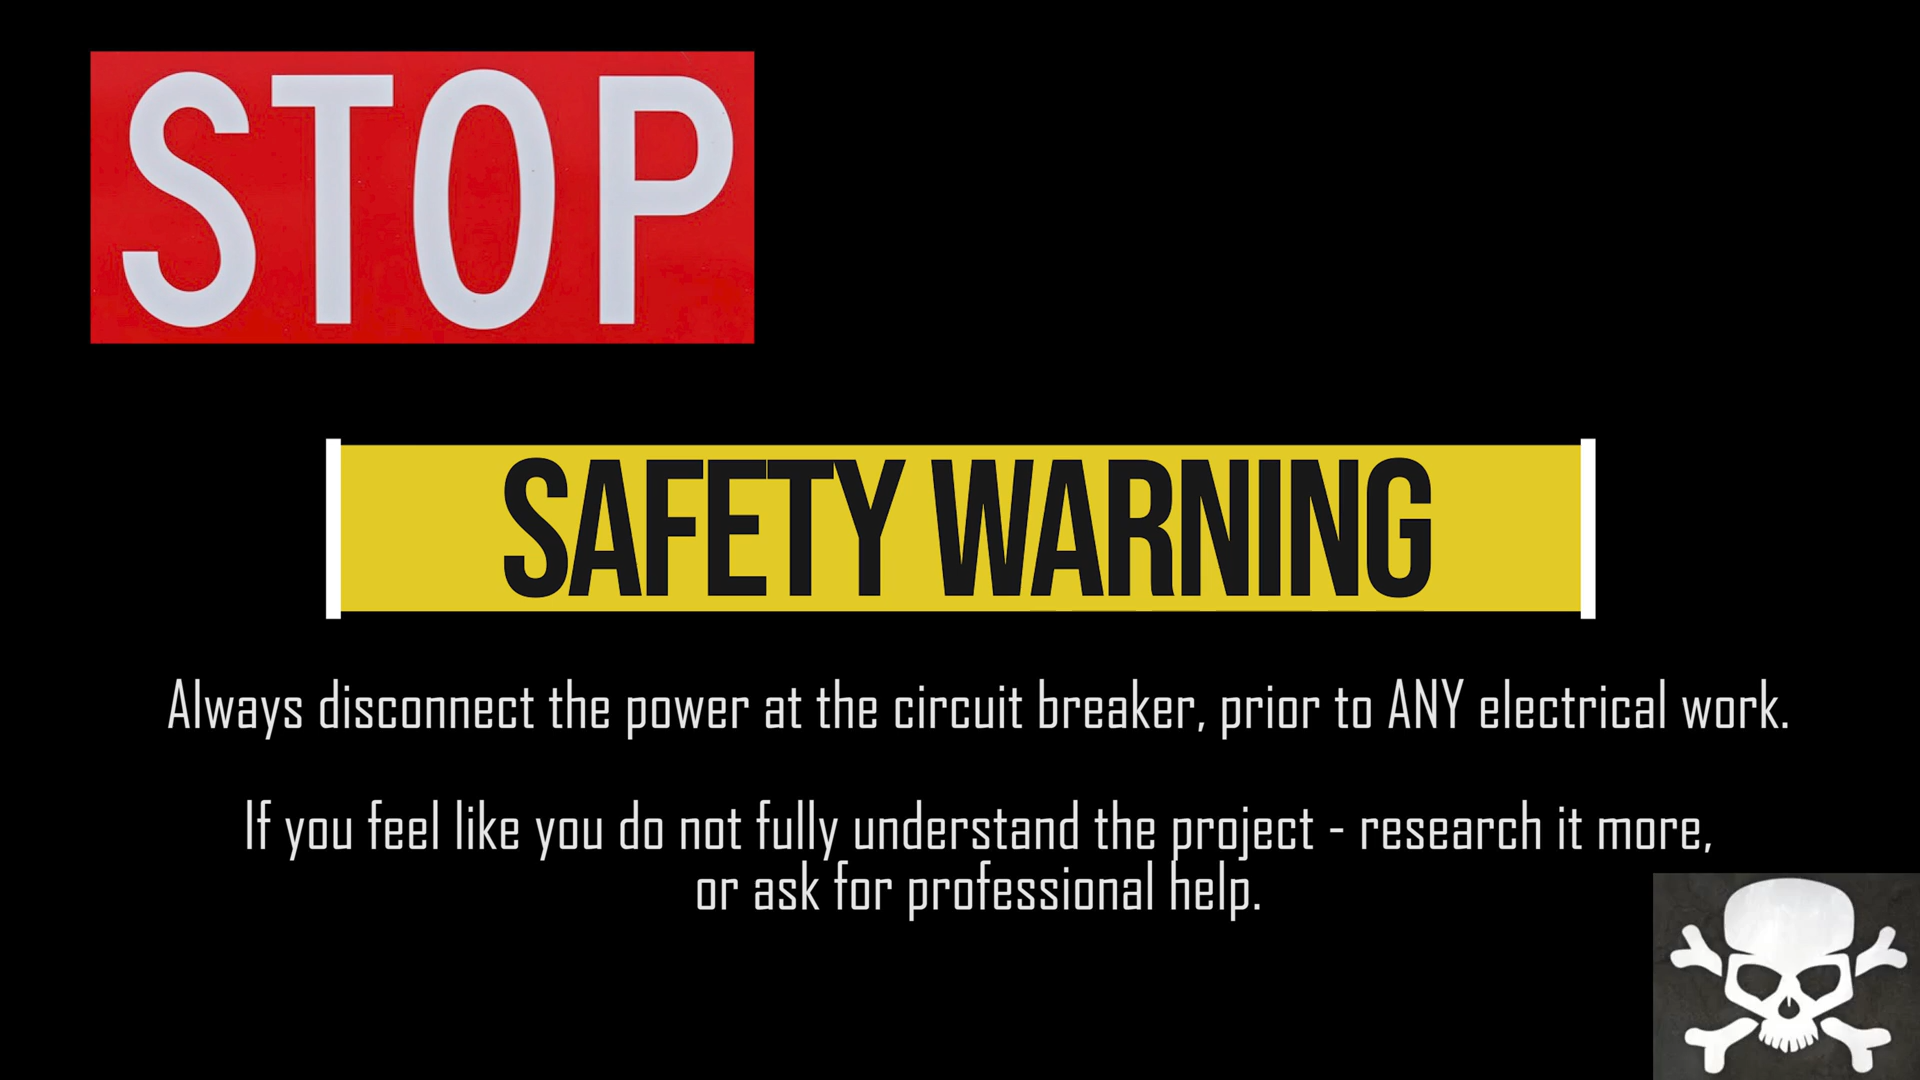 STOP
SAFETY WARNING
Always disconnect the power at the circuit breaker, prior to ANY electrical work.
If you feel like you do not fully understand the project - research it more,
or ask for professional help.